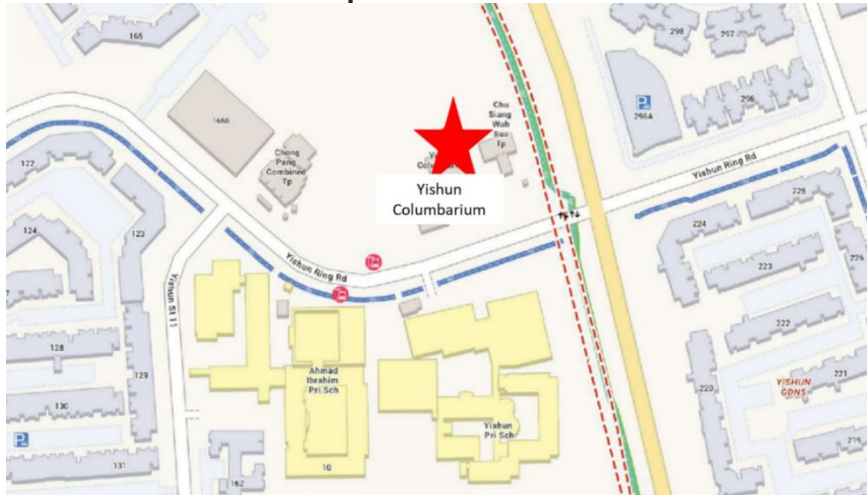 165
298
297
296
296A
P
166B
Chu
Siang
Wah
Sua
Tp
Chong
Pang
Combined
Tp
Yishun
Columbarium
Yishun Ring Rd
122
124
123
225
224
226
223
Yishun Ring Rd
Yishun St 11
222
128
129
Ahmad
Ibrahim
Pri Sch
221
YISHUN
GDNS
220
130
Yishun
Pri Sch
219
P
131
162
10